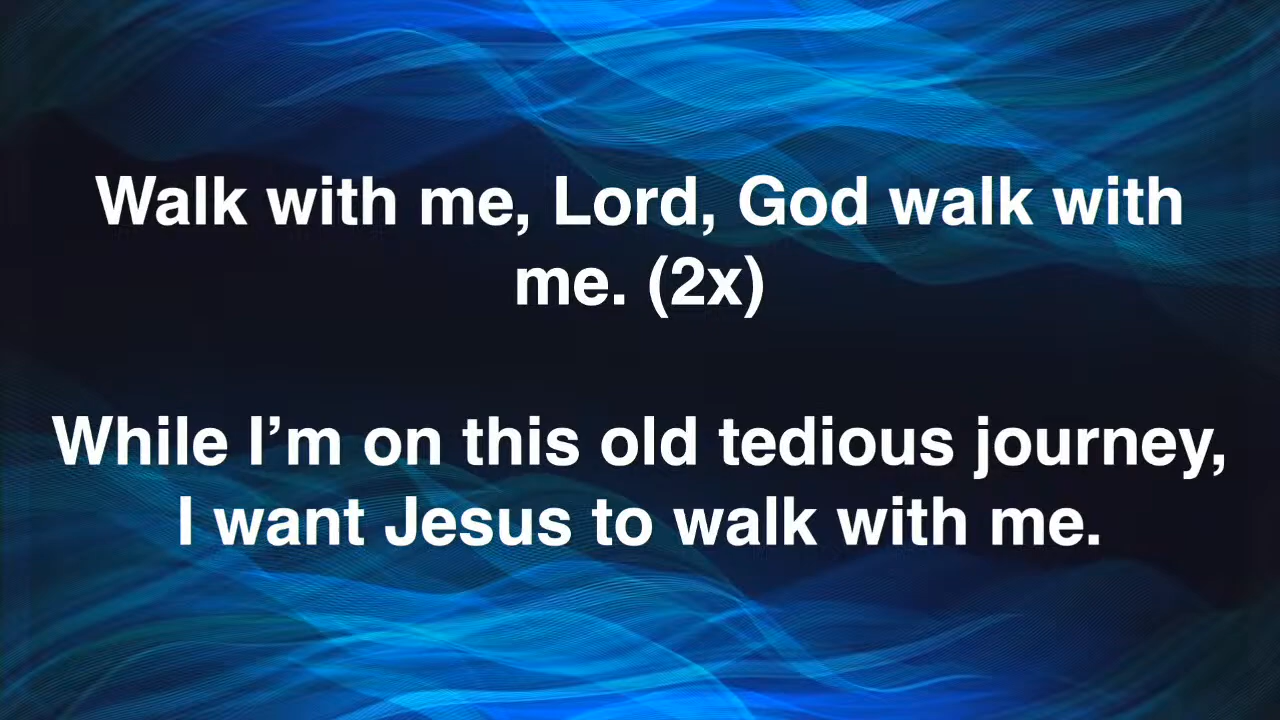 Walk with me, Lord, God walk with
me. (2x)
While I’m on this old tedious journey,
I want Jesus to walk with me.